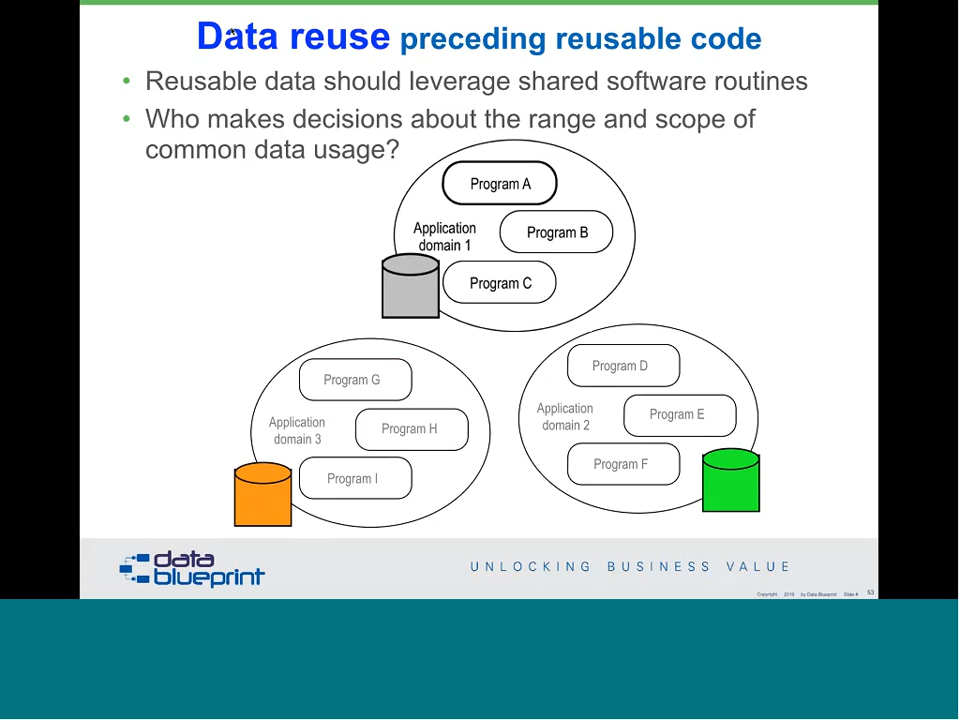 Data reuse preceding reusable code
• Reusable data should leverage shared software routines
• Who makes decisions about the range and scope of
common data usage?
Program A
Application
domain 1
Program B
Program C
Program G
Application
domain 3
Program H
Program I
Program D
Application
domain 2
Program E
Program F
data
blueprint
UNLOCKING BUSINESS VALUE
Copyright 2016 by Data Blueprint Slide # 53